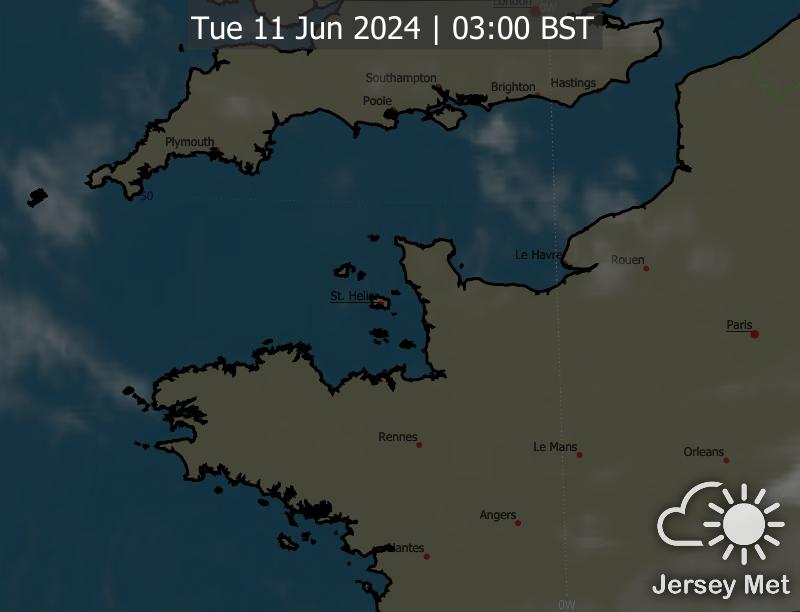 London
0W
Tue 11 Jun 2024 | 03:00 BST
Southampton
Brighton
Hastings
Poole
Plymouth
50
Le Havre
Rouen
St. Helier
Paris
Rennes
Le Mans
Orleans
Angers
Nantes
Jersey Met
0W